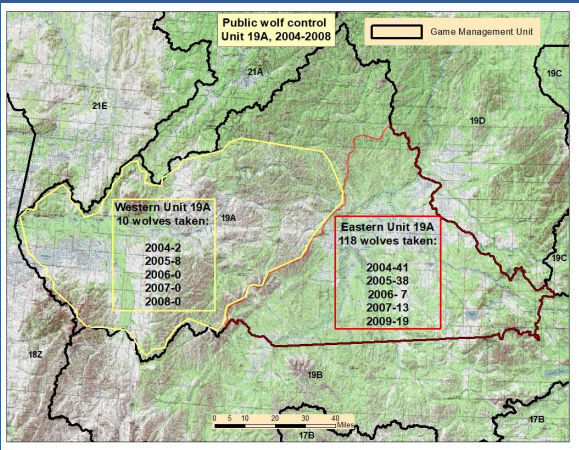 Public wolf control
Unit 19A, 2004-2008
Game Management Unit
21A
19C
21E
19D
Western Unit 19A
10 wolves taken:
19A
2004-2
2005-8
2006-0
2007-0
2008-0
Eastern Unit 19A
118 wolves taken:
2004-41
2005-38
2006- 7
2007-13
2009-19
19C
18Z
19B
0 5 10 20 30 40
Miles
17B
17B